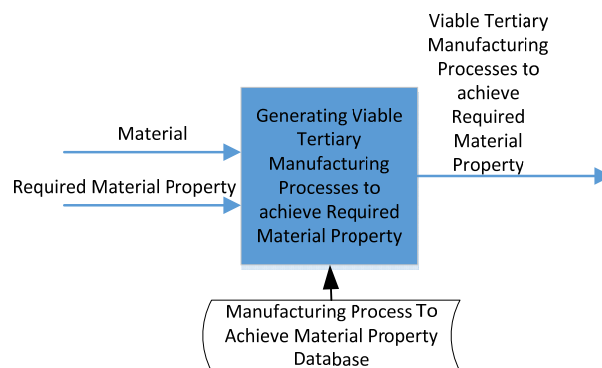 Viable Tertiary
Manufacturing
Processes to
achieve
Required
Material
Property
Generating Viable
Tertiary
Manufacturing
Processes to
achieve Required
Material Property
Material
Required Material Property
Manufacturing Process To
Achieve Material Property
Database